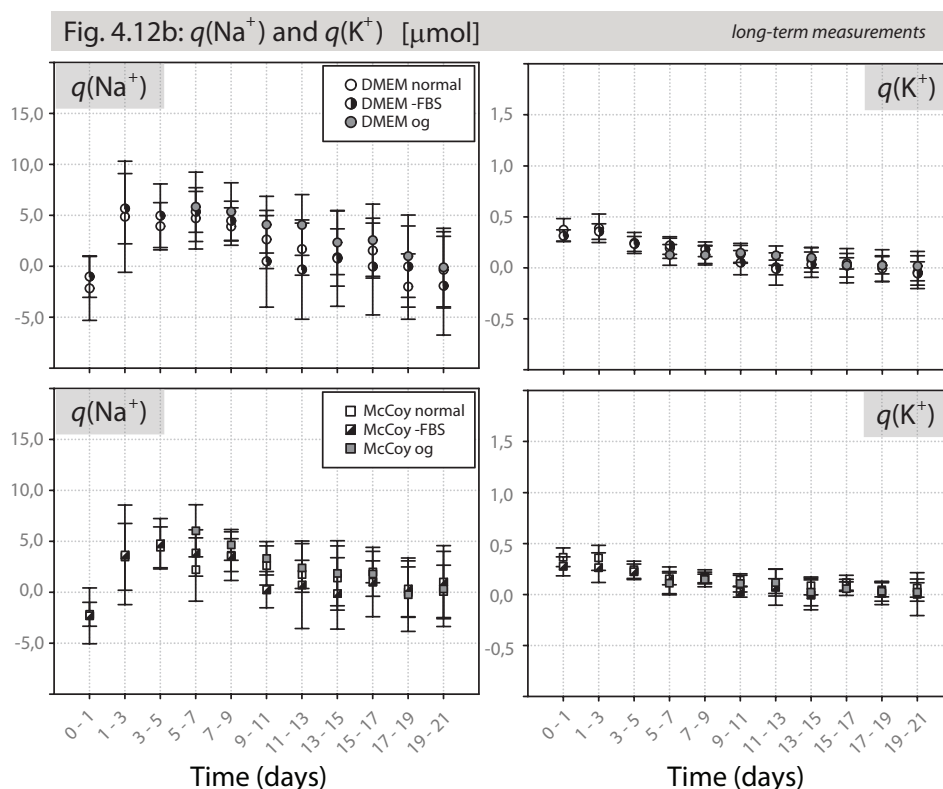 Fig. 4.12b: q(Na⁺) and q(K⁺) [μmol]
long-term measurements
q(Na⁺)
DMEM normal
DMEM -FBS
DMEM og
15,0
10,0
5,0
0,0
-5,0
q(K⁺)
1,5
1,0
0,5
0,0
-0,5
q(Na⁺)
McCoy normal
McCoy -FBS
McCoy og
15,0
10,0
5,0
0,0
-5,0
q(K⁺)
1,5
1,0
0,5
0,0
-0,5
0 - 1
1 - 3
3 - 5
5 - 7
7 - 9
9 - 11
11 - 13
13 - 15
15 - 17
17 - 19
19 - 21
Time (days)
0 - 1
1 - 3
3 - 5
5 - 7
7 - 9
9 - 11
11 - 13
13 - 15
15 - 17
17 - 19
19 - 21
Time (days)